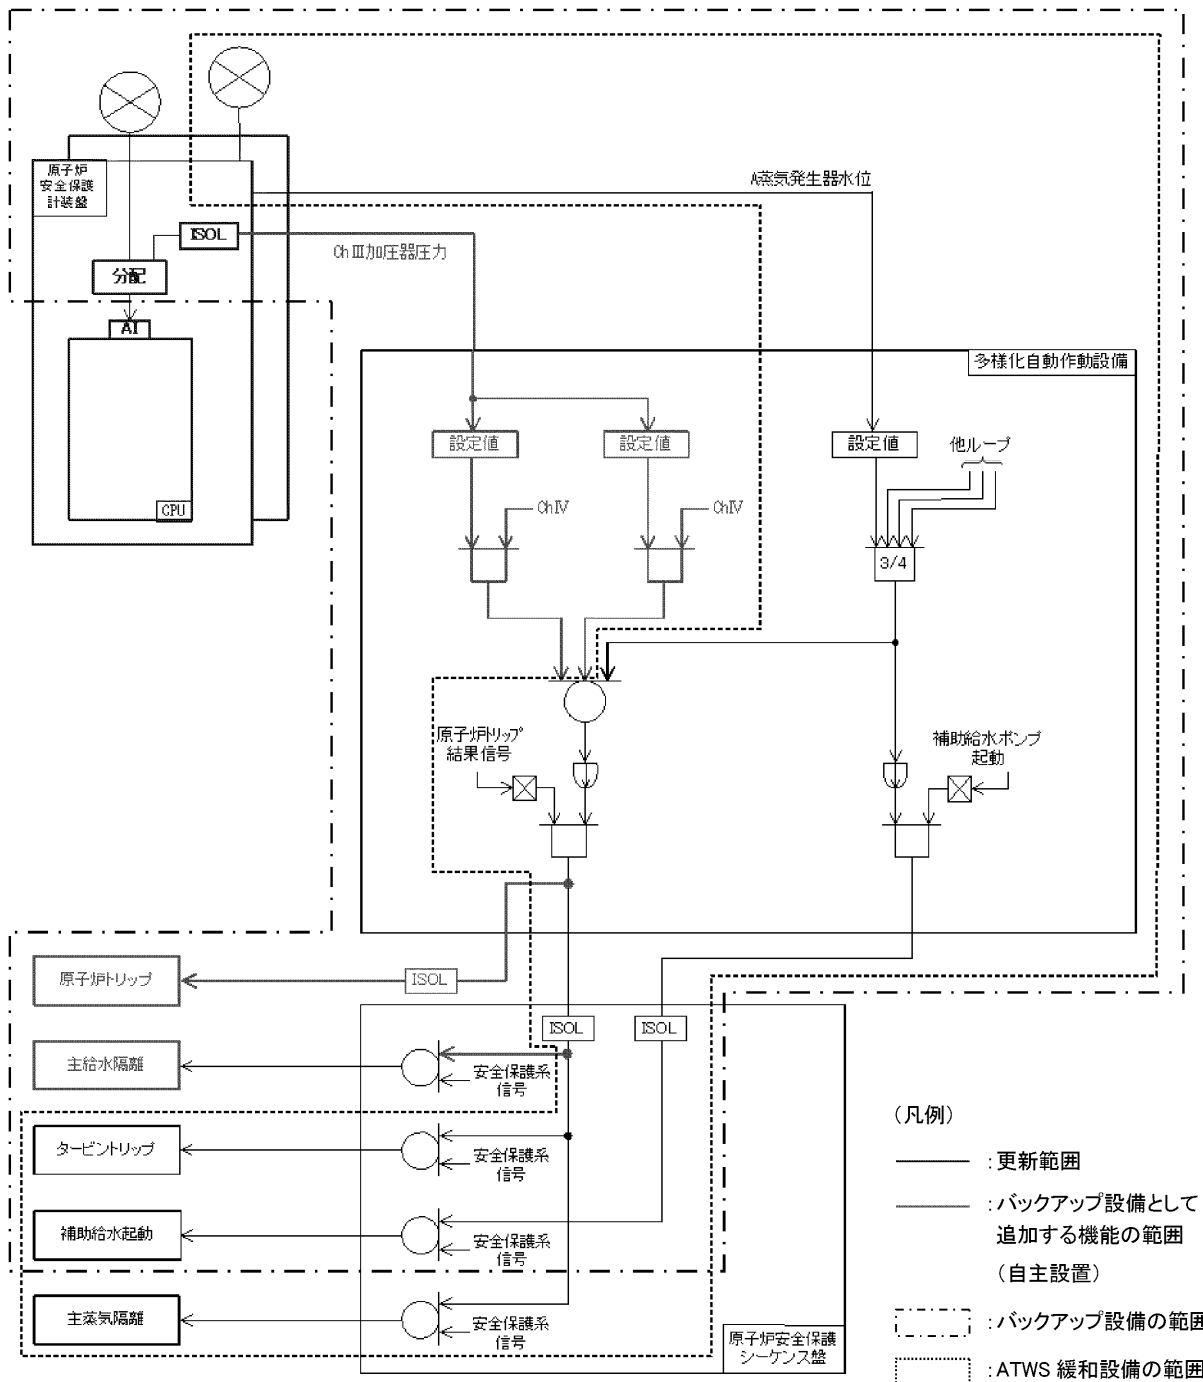 原子炉
安全保護
計装盤
ISOL
分配
AI
CPU
A蒸気発生器水位
ChⅢ加圧器圧力
多様化自動作動設備
設定値
設定値
設定値
他ループ
ChⅣ
ChⅣ
3/4
原子炉トリップ
結果信号
補助給水ポンプ
起動
原子炉トリップ
ISOL
ISOL
ISOL
主給水隔離
安全保護系
信号
タービントリップ
安全保護系
信号
補助給水起動
安全保護系
信号
主蒸気隔離
安全保護系
信号
原子炉安全保護
シーケンス盤
（凡例）
：更新範囲
：バックアップ設備として
追加する機能の範囲
（自主設置）
：バックアップ設備の範囲
：ATWS 緩和設備の範囲